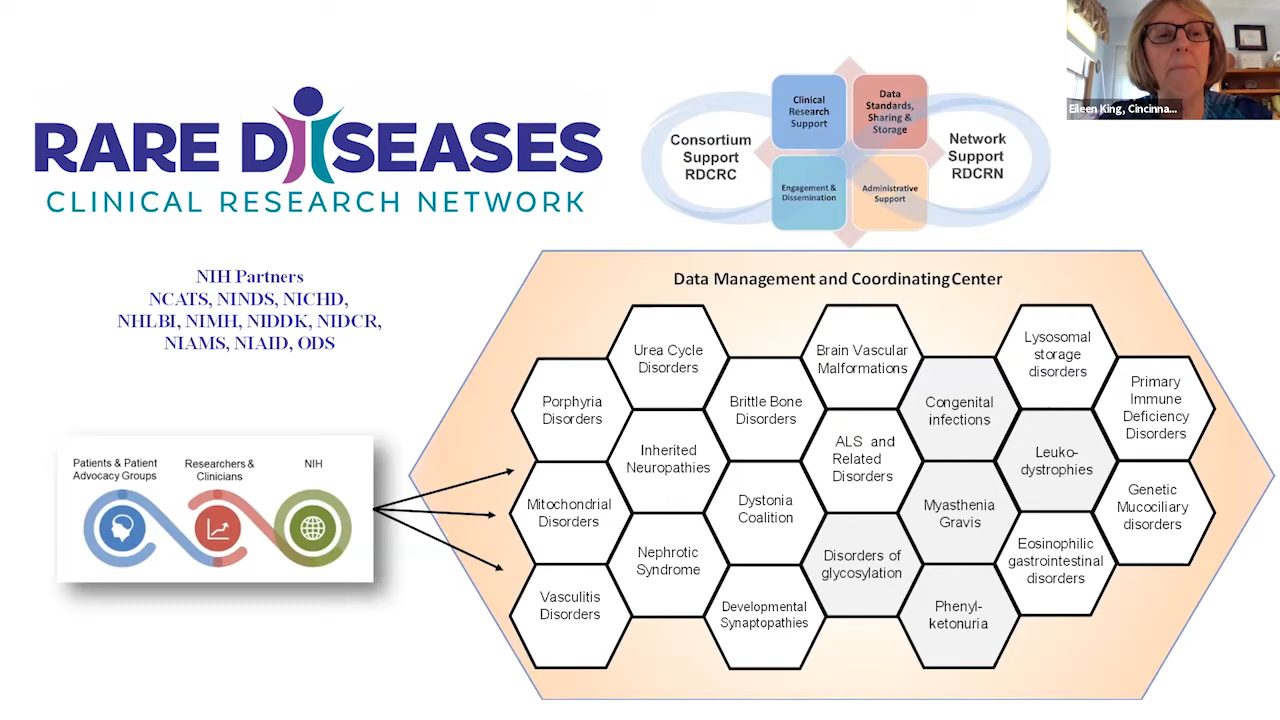 RARE DISEASES
CLINICAL RESEARCH NETWORK
Consortium
Support
RDCRC
Clinical
Research
Support
Data
Standards,
Sharing &
Storage
Engagement &
Dissemination
Administrative
Support
Network
Support
RDCRN
Eileen King, Cincinna...
NIH Partners
NCATS, NINDS, NICHD,
NHLBI, NIMH, NIDDK, NIDCR,
NIAMS, NIAID, ODS
Patients & Patient
Advocacy Groups
Researchers &
Clinicians
NIH
Data Management and Coordinating Center
Porphyria
Disorders
Mitochondrial
Disorders
Vasculitis
Disorders
Urea Cycle
Disorders
Inherited
Neuropathies
Nephrotic
Syndrome
Brittle Bone
Disorders
Dystonia
Coalition
Developmental
Synaptopathies
Brain Vascular
Malformations
ALS and
Related
Disorders
Disorders of
glycosylation
Congenital
infections
Myasthenia
Gravis
Phenyl-
ketonuria
Lysosomal
storage
disorders
Leuko-
dystrophies
Eosinophilic
gastrointestinal
disorders
Primary
Immune
Deficiency
Disorders
Genetic
Mucociliary
disorders